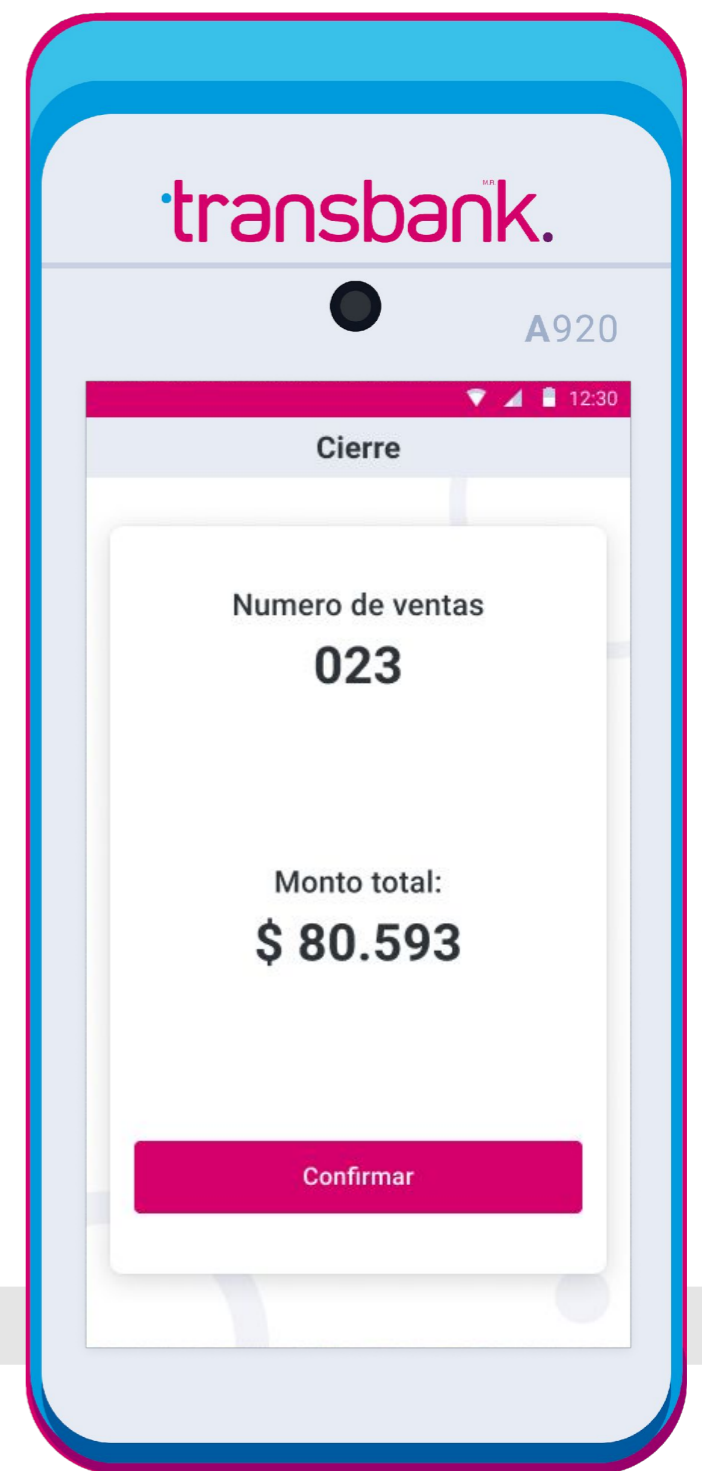 transbank.
M.R.
A920
12:30
Cierre
Numero de ventas
023
Monto total:
$ 80.593
Confirmar